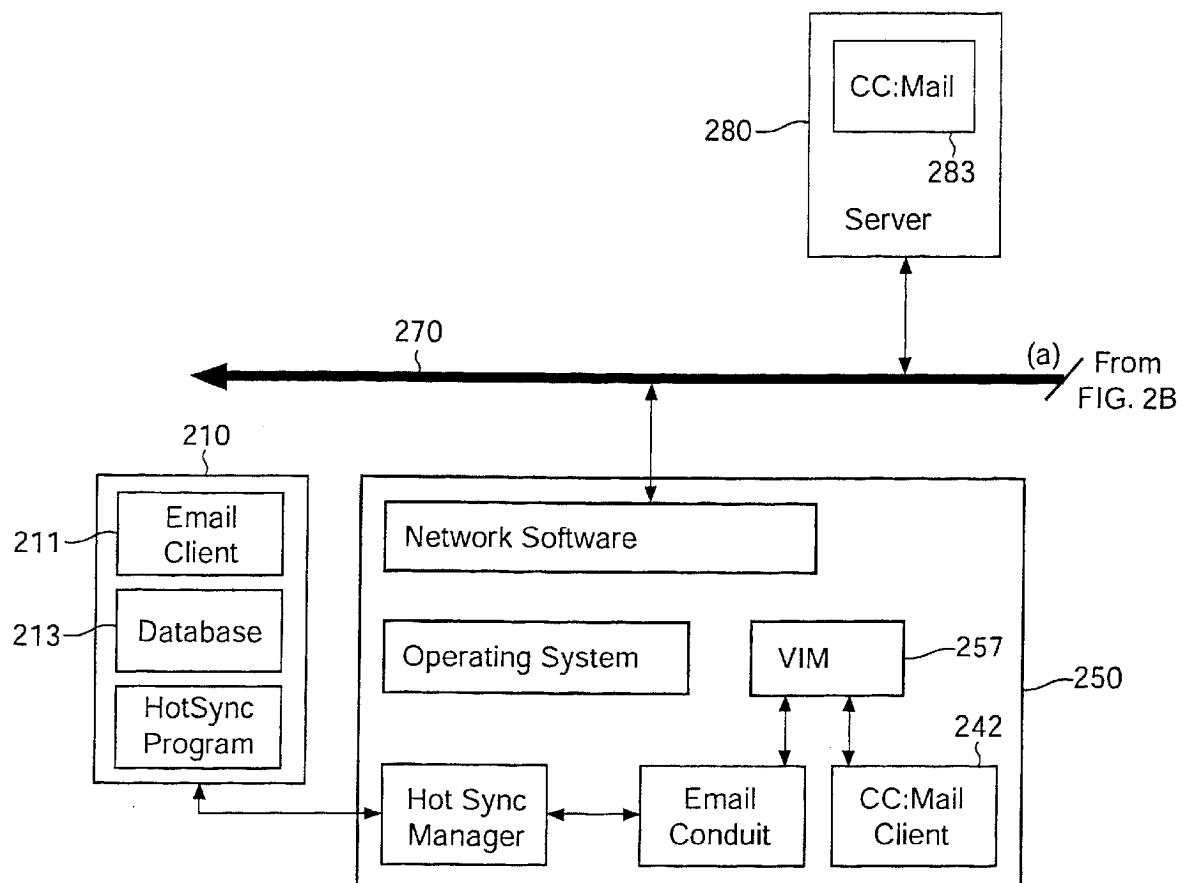 CC:Mail
280
283
Server
270
(a)
From
FIG. 2B
210
Email
Client
211
Network Software
Database
213
Operating System
VIM
257
250
HotSync
Program
242
Hot Sync
Manager
Email
Conduit
CC:Mail
Client